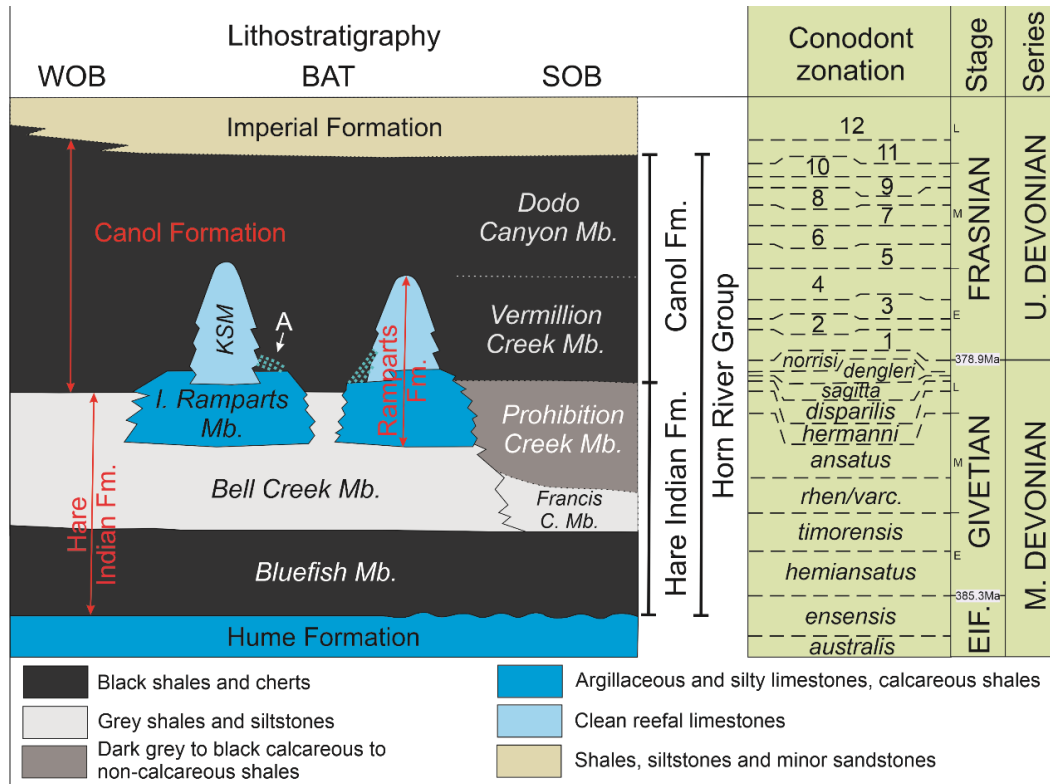 Lithostratigraphy
WOB BAT SOB
Conodont
zonation
Stage
Series
Imperial Formation
Canol Formation
Dodo
Canyon Mb.
KSM
A
Ramparts
Fm.
Vermillion
Creek Mb.
l. Ramparts
Mb.
Prohibition
Creek Mb.
Hare
Indian Fm.
Bell Creek Mb.
Francis
C. Mb.
Bluefish Mb.
Hume Formation
Canol Fm.
Hare Indian Fm.
Horn River Group
12
11
10
9
8
7
6
5
4
3
2
1
norrisi/dengleri
sagitta
disparilis
hermanni
ansatus
rhen/varc.
timorensis
hemiansatus
ensensis
australis
L
M
E
378.9Ma
L
M
E
385.3Ma
FRASNIAN
GIVETIAN
EIF.
U. DEVONIAN
M. DEVONIAN
Black shales and cherts
Grey shales and siltstones
Dark grey to black calcareous to
non-calcareous shales
Argillaceous and silty limestones, calcareous shales
Clean reefal limestones
Shales, siltstones and minor sandstones